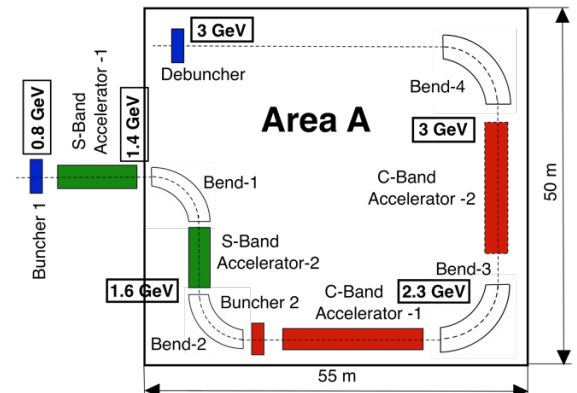 3 GeV
Debuncher
Bend-4
Area A
3 GeV
0.8 GeV
S-Band
Accelerator -1
1.4 GeV
Buncher 1
Bend-1
C-Band
Accelerator -2
50 m
S-Band
Accelerator-2
Bend-3
1.6 GeV
Buncher 2
C-Band
Accelerator -1
2.3 GeV
Bend-2
55 m